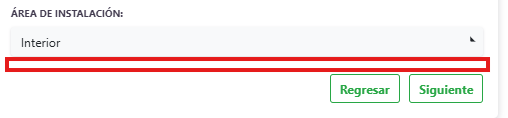 ÁREA DE INSTALACIÓN:
Interior
Regresar Siguiente